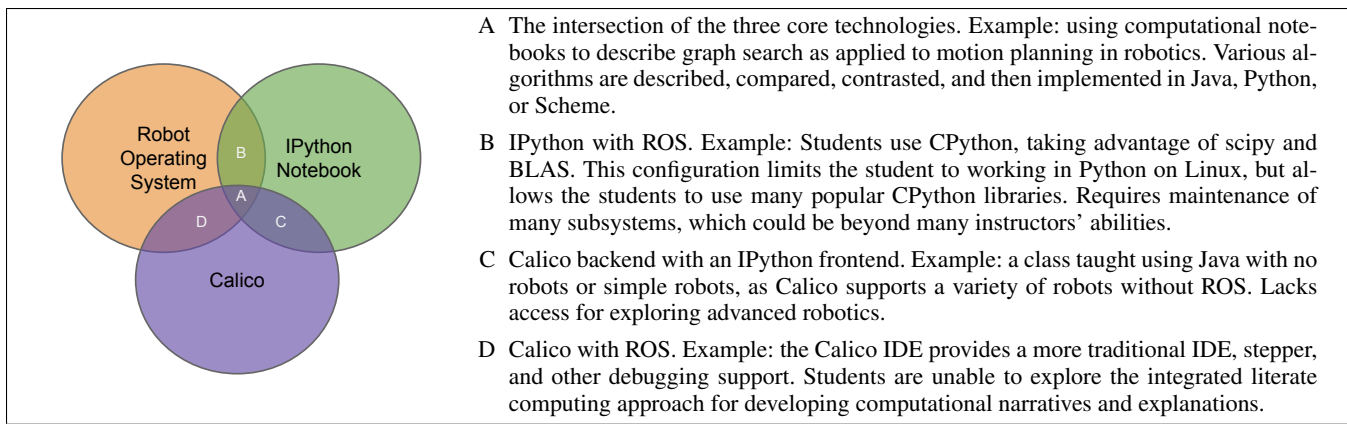 Robot
Operating
System
IPython
Notebook
Calico
B
A
D
C
A The intersection of the three core technologies. Example: using computational note-
books to describe graph search as applied to motion planning in robotics. Various al-
gorithms are described, compared, contrasted, and then implemented in Java, Python,
or Scheme.
B IPython with ROS. Example: Students use CPython, taking advantage of scipy and
BLAS. This configuration limits the student to working in Python on Linux, but al-
lows the students to use many popular CPython libraries. Requires maintenance of
many subsystems, which could be beyond many instructors' abilities.
C Calico backend with an IPython frontend. Example: a class taught using Java with no
robots or simple robots, as Calico supports a variety of robots without ROS. Lacks
access for exploring advanced robotics.
D Calico with ROS. Example: the Calico IDE provides a more traditional IDE, stepper,
and other debugging support. Students are unable to explore the integrated literate
computing approach for developing computational narratives and explanations.